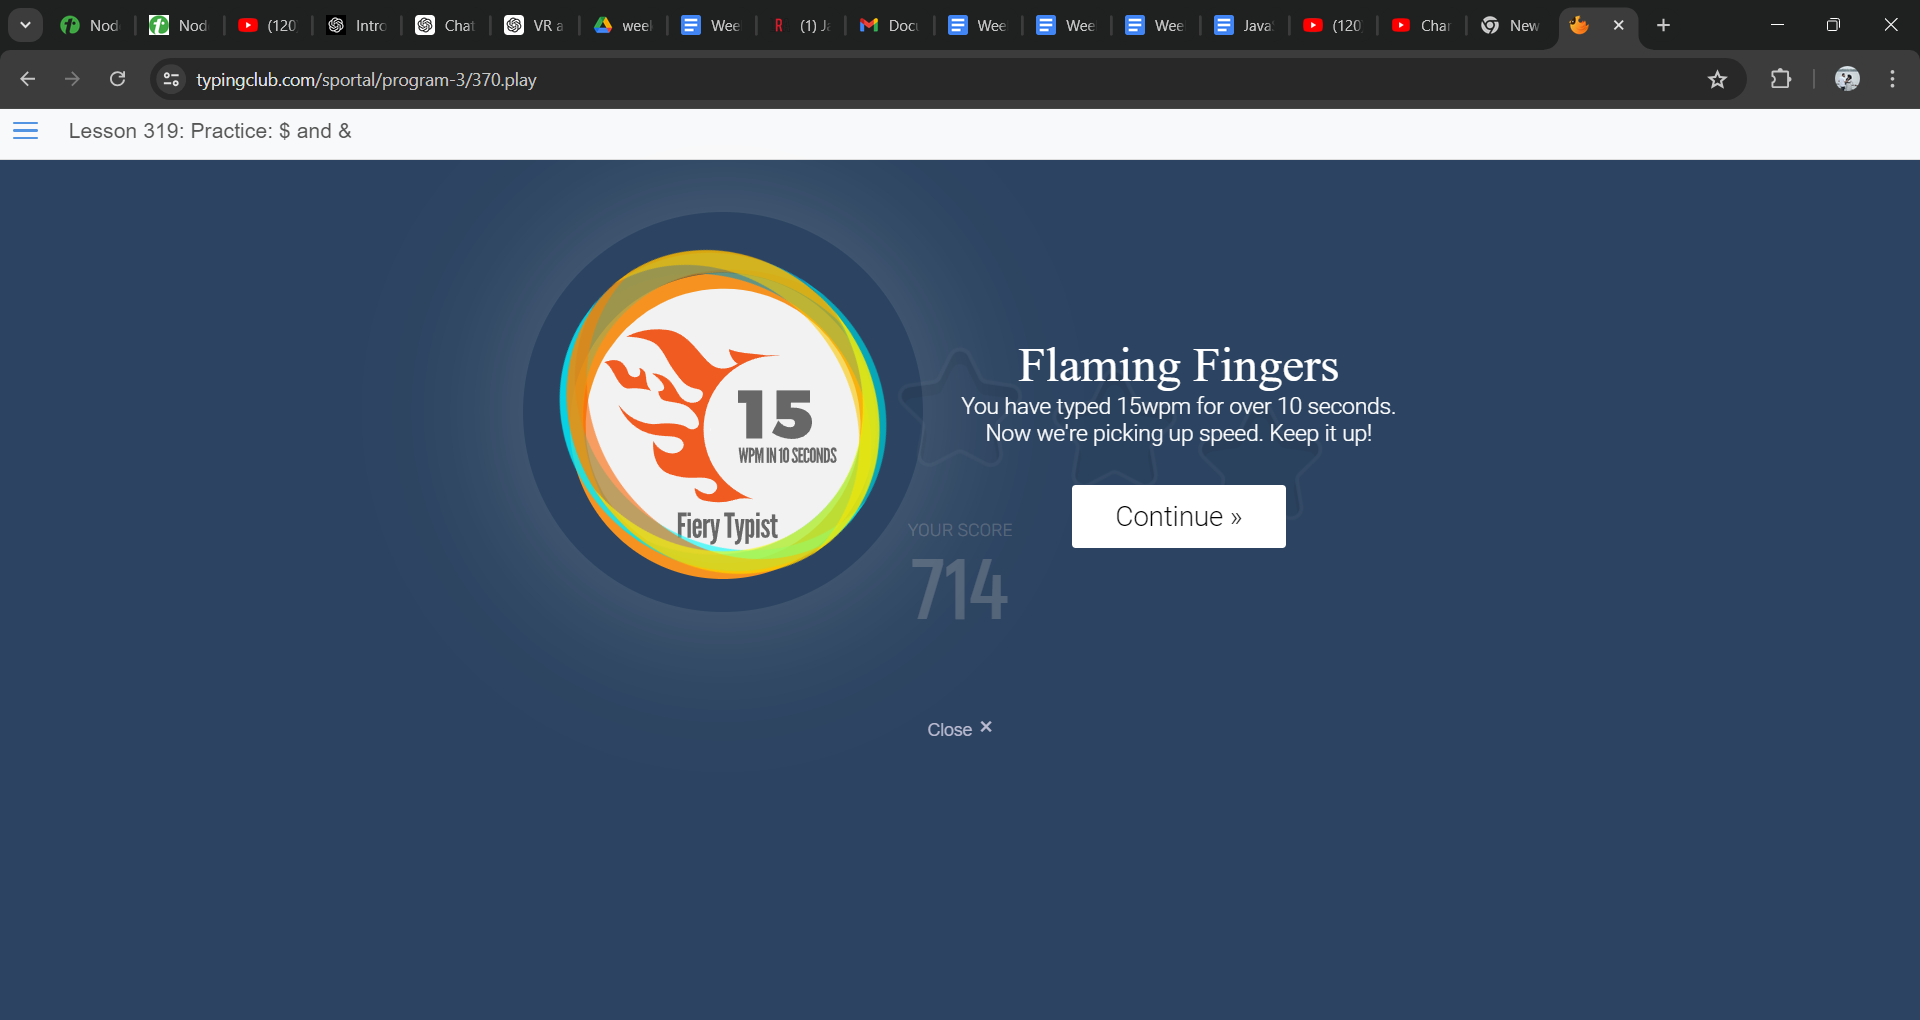 Nod
Nod
(120
Intro
Chat
VR a
week
Wee
(1) Ja
Docu
Wee
Wee
Wee
Java
(120
Chan
New
typingclub.com/sportal/program-3/370.play
Lesson 319: Practice: $ and &
15
WPM IN 10 SECONDS
Fiery Typist
Flaming Fingers
You have typed 15wpm for over 10 seconds.
Now we're picking up speed. Keep it up!
Continue »
YOUR SCORE
714
Close ×